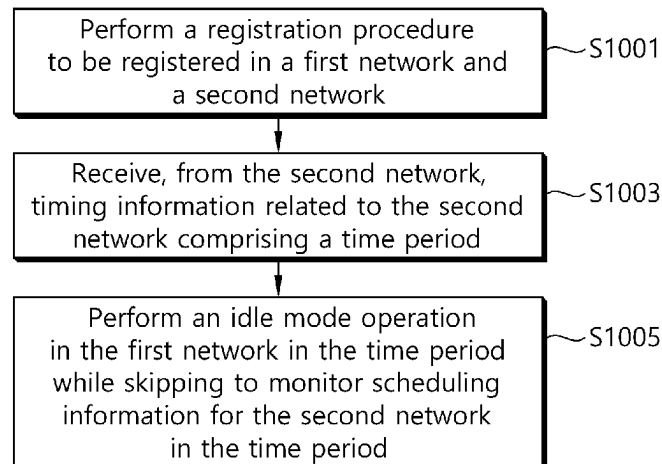 Perform a registration procedure
to be registered in a first network and
a second network
S1001
Receive, from the second network,
timing information related to the second
network comprising a time period
S1003
Perform an idle mode operation
in the first network in the time period
while skipping to monitor scheduling
information for the second network
in the time period
S1005